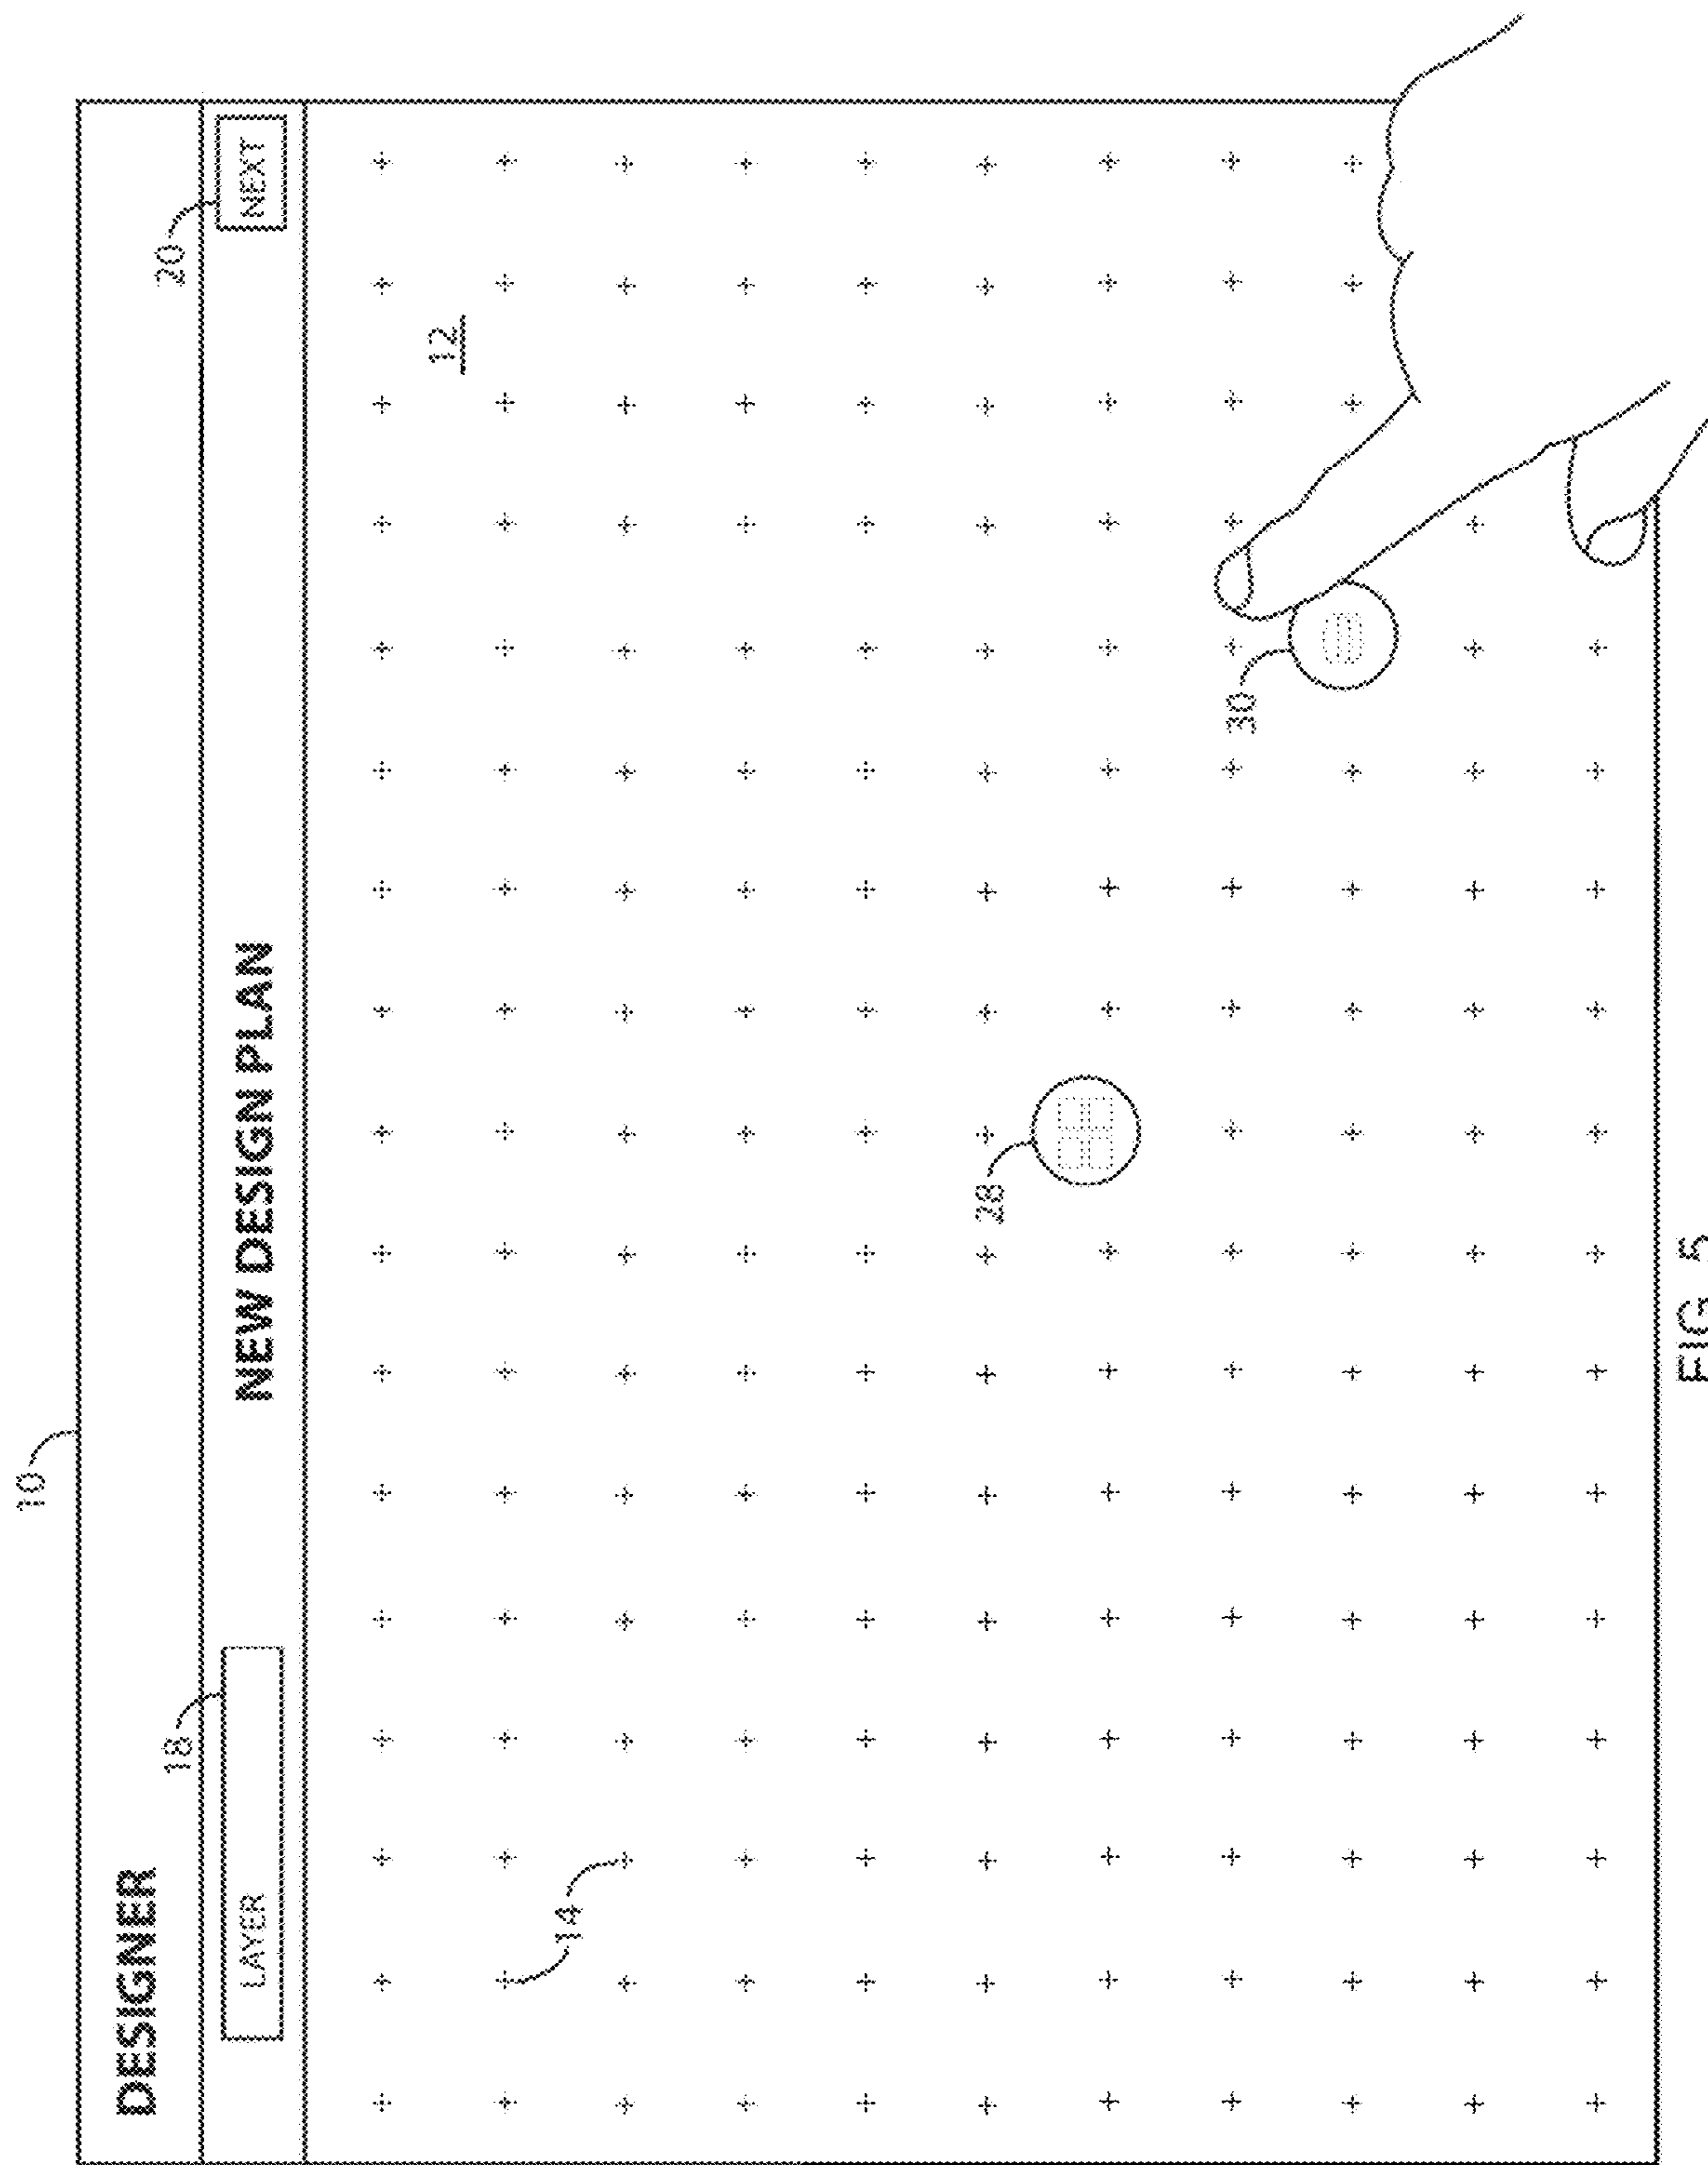 10
DESIGNER
18
20
LAYER
NEW DESIGN PLAN
NEXT
12
14
28
30
FIG. 5